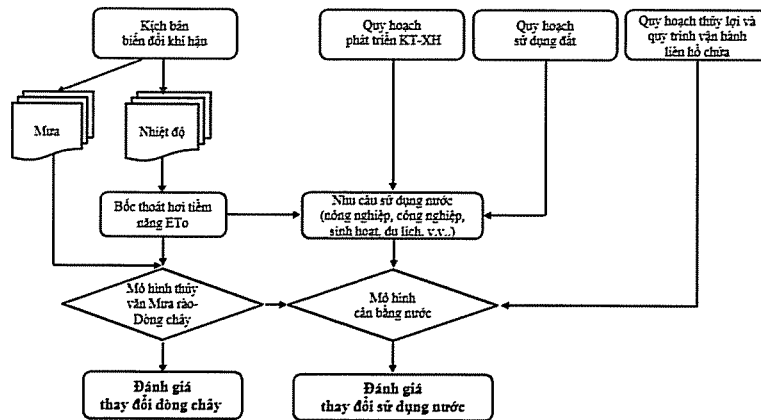 Kịch bản
biến đổi khí hậu
Quy hoạch
phát triển KT-XH
Quy hoạch
sử dụng đất
Quy hoạch thủy lợi và
quy trình vận hành
liên hồ chứa
Mưa
Nhiệt độ
Bốc thoát hơi tiềm
năng ETo
Nhu cầu sử dụng nước
(nông nghiệp, công nghiệp,
sinh hoạt, du lịch, v.v..)
Mô hình thủy
văn Mưa rào-
Dòng chảy
Mô hình
cân bằng nước
Đánh giá
thay đổi dòng chảy
Đánh giá
thay đổi sử dụng nước